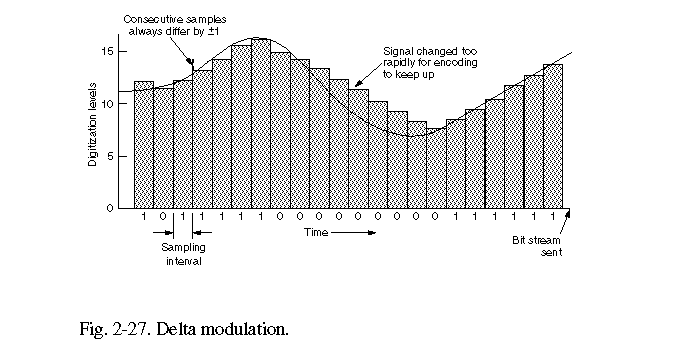 Consecutive samples
always differ by ±1
15
Signal changed too
rapidly for encoding
to keep up
10
Digitization levels
5
0
1 0 1 1 1 1 1 0 0 0 0 0 0 0 0 0 1 1 1 1 1 1
Time
Sampling
interval
Bit stream
sent
Fig. 2-27. Delta modulation.